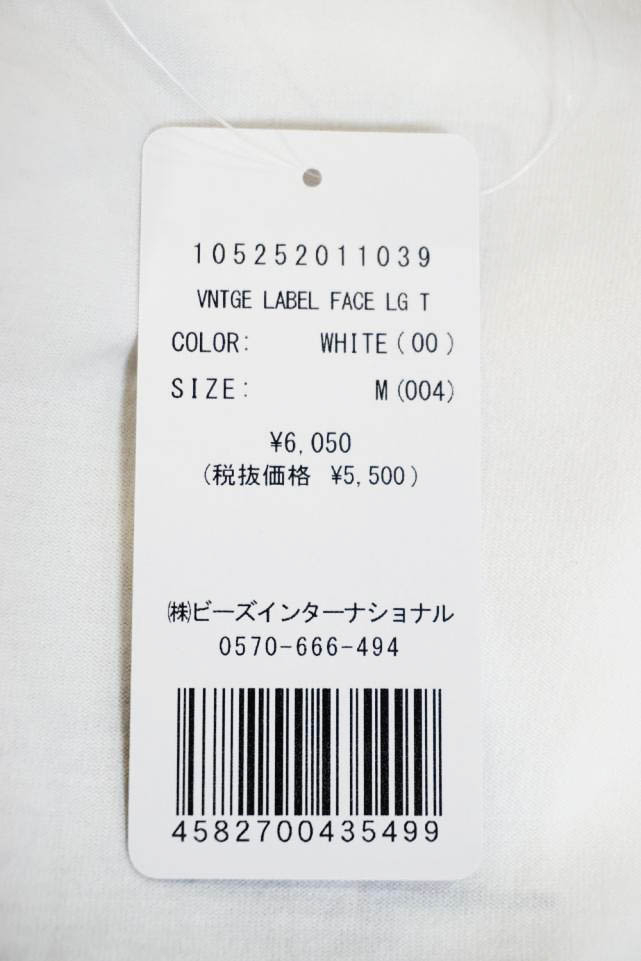 105252011039
VNTGE LABEL FACE LG T
COLOR: WHITE(00)
SIZE: M(004)
¥6,050
(税抜価格 ¥5,500)
㈱ビーズインターナショナル
0570-666-494
4582700435499